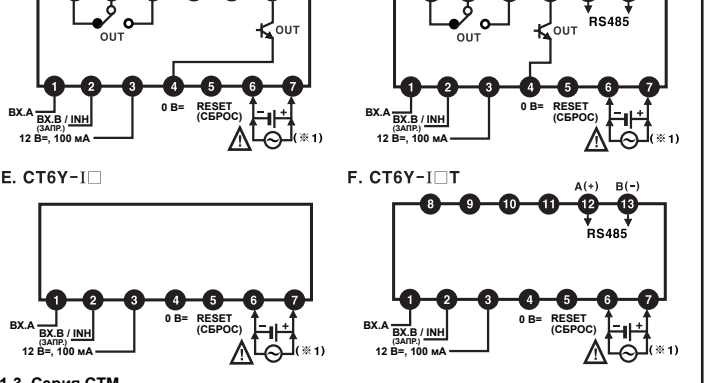 RS485
OUT OUT OUT OUT
1 2 3 4 5 6 7 1 2 3 4 5 6 7
ВХ.А 0 В= RESET ВХ.А 0 В= RESET
ВХ.В / INH (СБРОС) ВХ.В / INH (СБРОС)
(ЗАПР.) (※1) (ЗАПР.) (※1)
12 В=, 100 мА 12 В=, 100 мА
E. CT6Y-I□ F. CT6Y-I□T
A(+) B(-)
8 9 10 11 12 13
RS485
1 2 3 4 5 6 7 1 2 3 4 5 6 7
ВХ.А 0 В= RESET ВХ.А 0 В= RESET
ВХ.В / INH (СБРОС) ВХ.В / INH (СБРОС)
(ЗАПР.) (※1) (ЗАПР.) (※1)
12 В=, 100 мА 12 В=, 100 мА